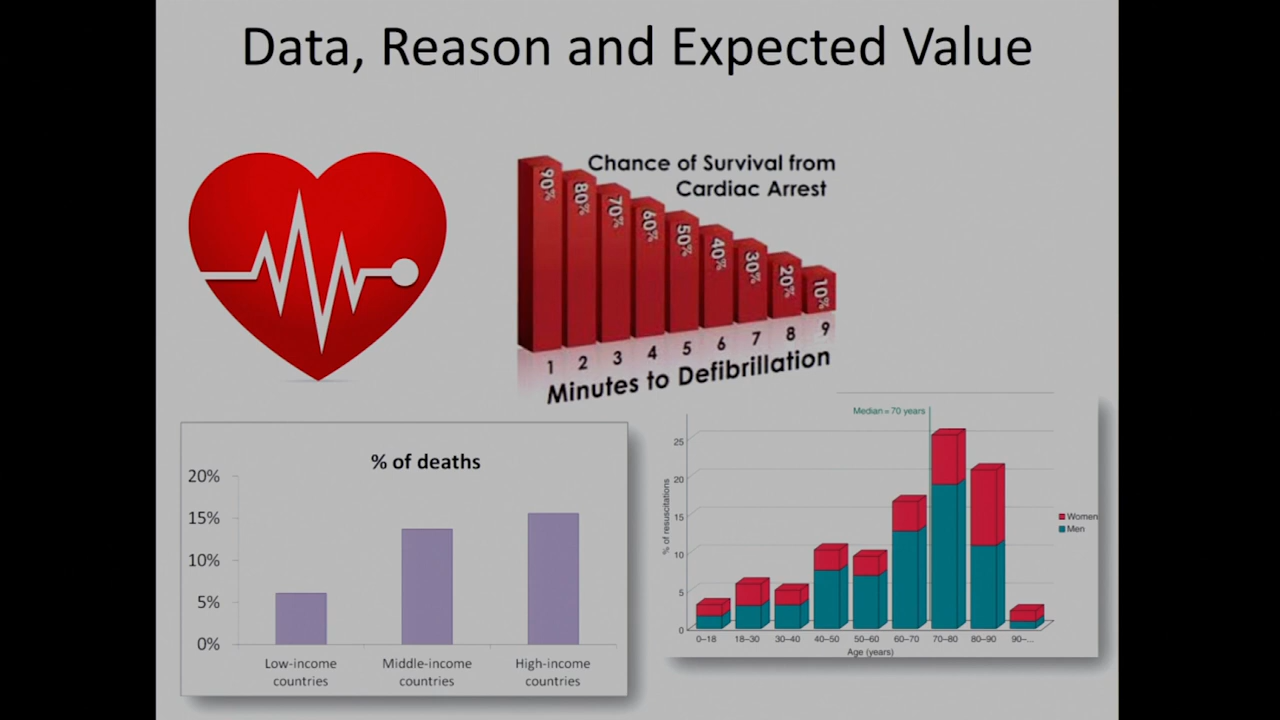 Data, Reason and Expected Value
Chance of Survival from
Cardiac Arrest
90%
80%
70%
60%
50%
40%
30%
20%
10%
1 2 3 4 5 6 7 8 9
Minutes to Defibrillation
% of deaths
20%
15%
10%
5%
0%
Low-income
countries
Middle-income
countries
High-income
countries
Median = 70 years
% of resuscitations
25
20
15
10
5
0
0–18 18–30 30–40 40–50 50–60 60–70 70–80 80–90 90–...
Age (years)
Women
Men